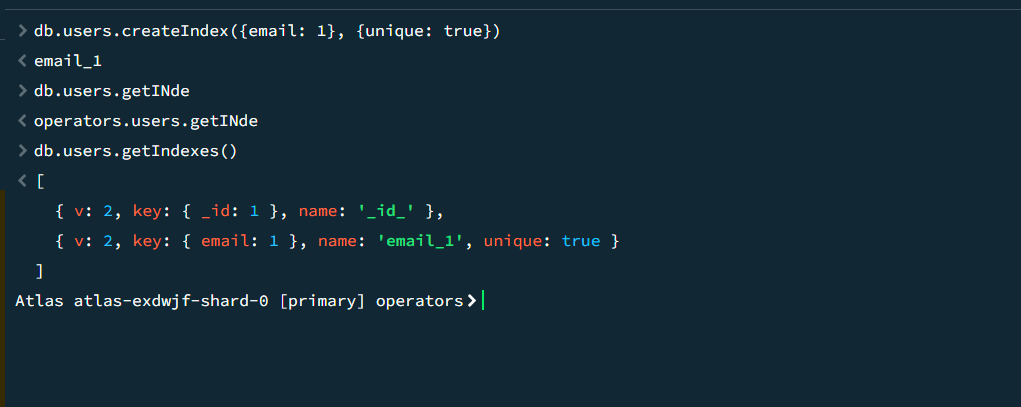 > db.users.createIndex({email: 1}, {unique: true})
< email_1
> db.users.getINde
< operators.users.getINde
> db.users.getIndexes()
< [
{ v: 2, key: { _id: 1 }, name: '_id_' },
{ v: 2, key: { email: 1 }, name: 'email_1', unique: true }
]
Atlas atlas-exdwjf-shard-0 [primary] operators>